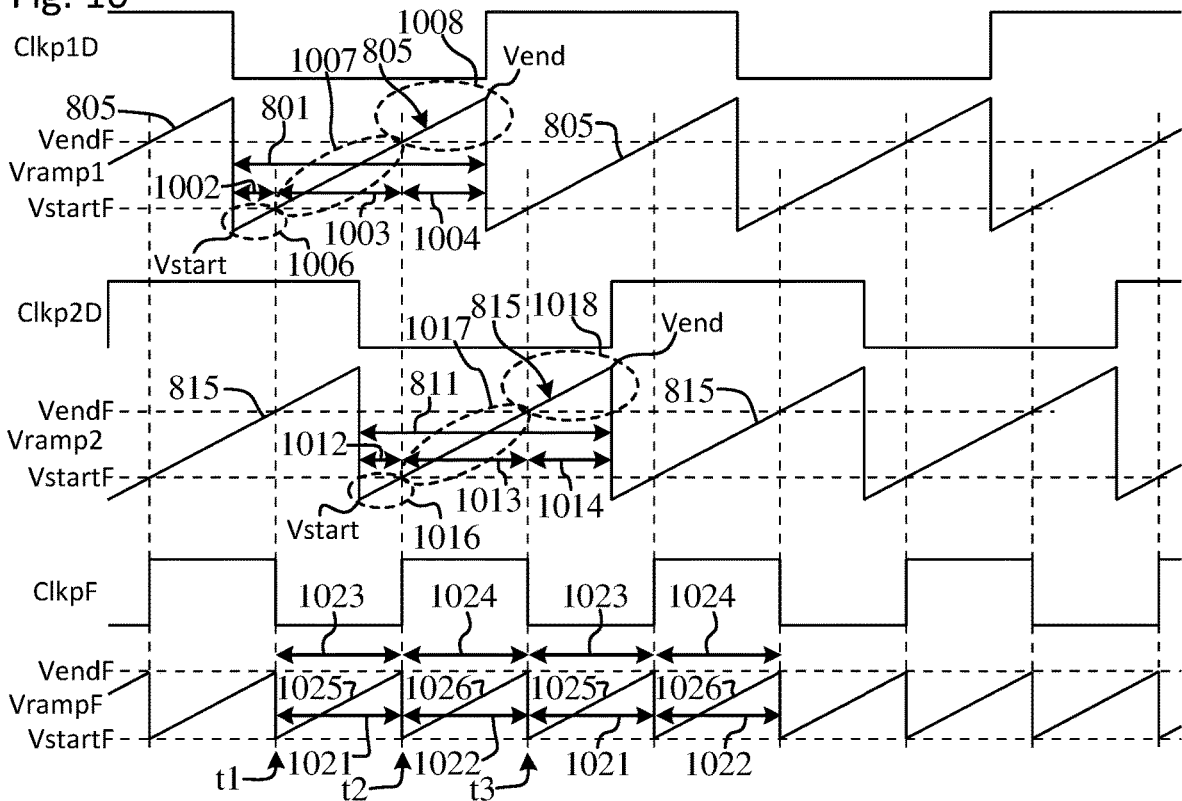 Fig. 10
Clkp1D
1008
1007 805
Vend
805
801
805
VendF
Vramp1
1002
VstartF
1003 1004
Vstart 1006
Clkp2D
815 1018
1017
Vend
815
811
815
VendF
Vramp2
1012
VstartF
1013 1014
Vstart 1016
ClkpF
1023 1024 1023 1024
VendF
1025 1026 1025 1026
VrampF
VstartF
t1 1021 t2 1022 t3 1021 1022